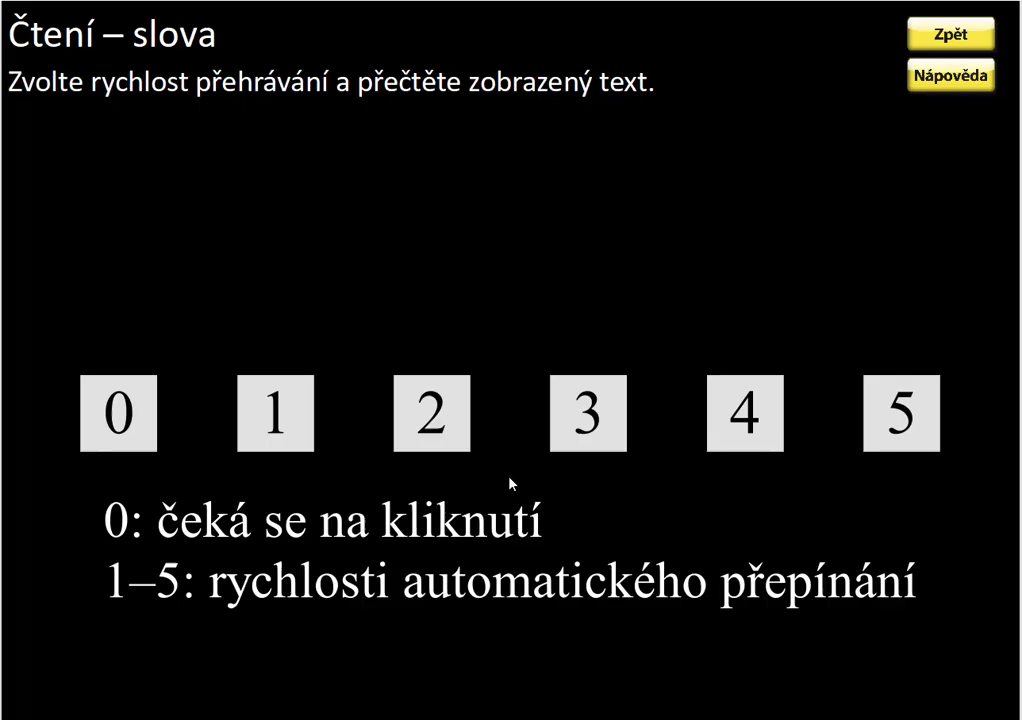 Čtení – slova
Zpět
Zvolte rychlost přehrávání a přečtěte zobrazený text.
Nápověda
0 1 2 3 4 5
0: čeká se na kliknutí
1–5: rychlosti automatického přepínání